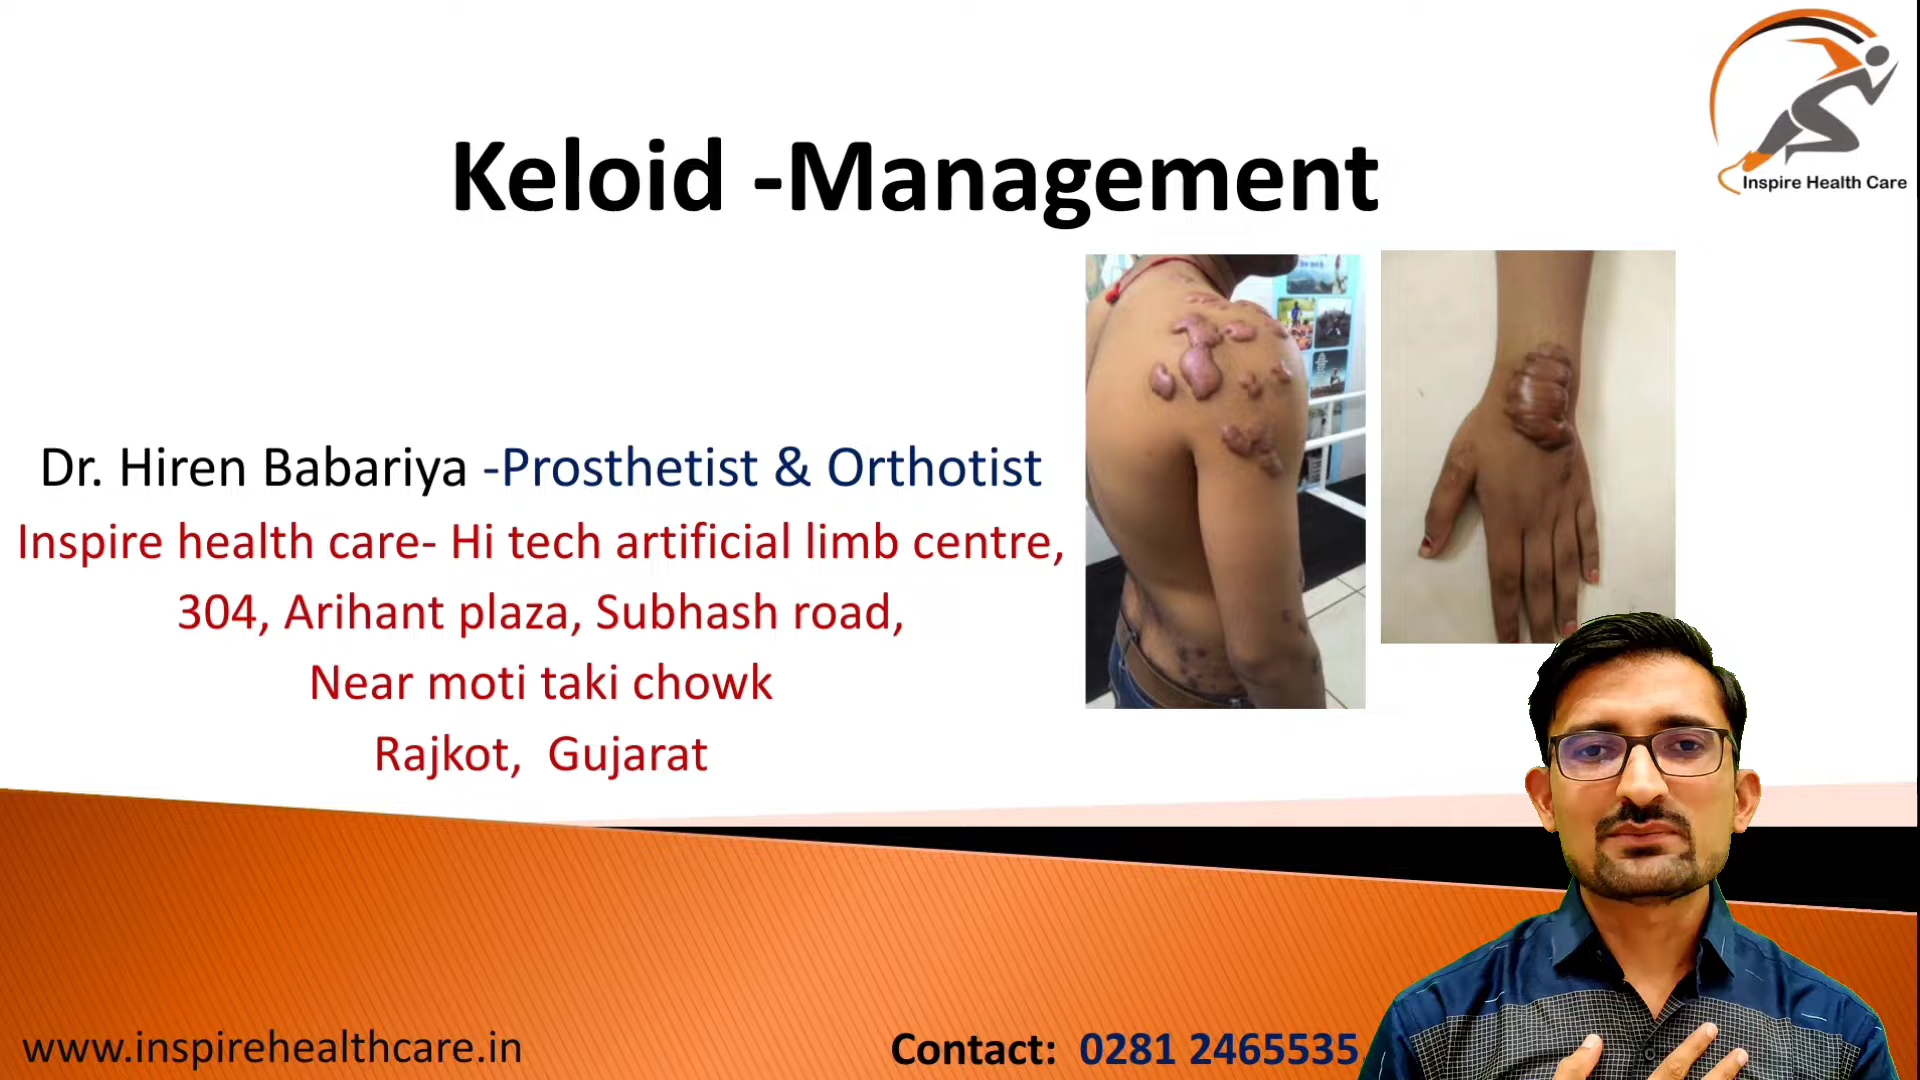 Inspire Health Care
Keloid -Management
Dr. Hiren Babariya -Prosthetist & Orthotist
Inspire health care- Hi tech artificial limb centre,
304, Arihant plaza, Subhash road,
Near moti taki chowk
Rajkot, Gujarat
www.inspirehealthcare.in
Contact: 0281 2465535